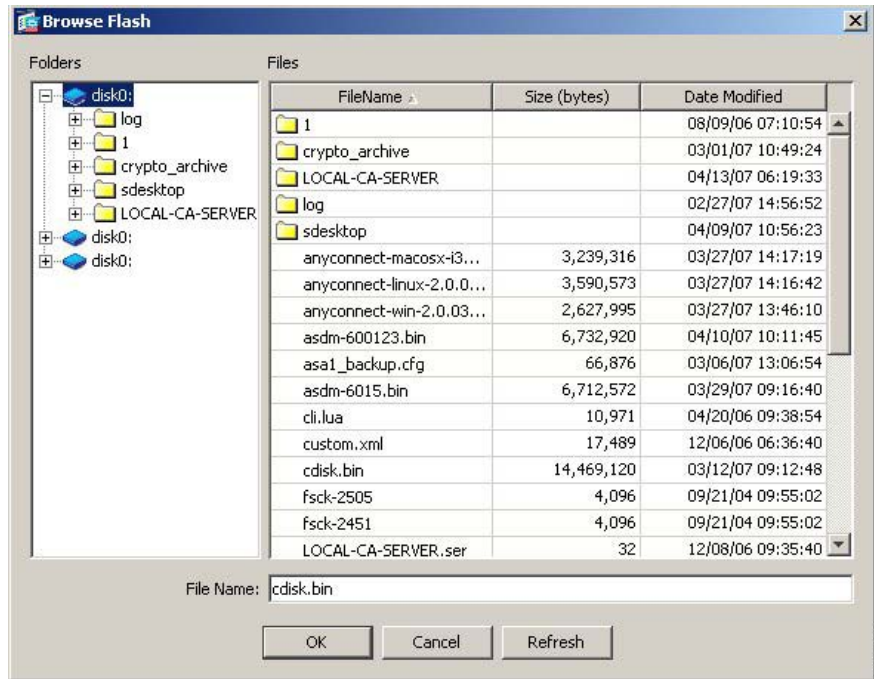 Browse Flash
Folders
Files
disk0:
log
1
crypto_archive
sdesktop
LOCAL-CA-SERVER
disk0:
disk0:
FileName Size (bytes) Date Modified
1 08/09/06 07:10:54
crypto_archive 03/01/07 10:49:24
LOCAL-CA-SERVER 04/13/07 06:19:33
log 02/27/07 14:56:52
sdesktop 04/09/07 10:56:23
anyconnect-macosx-i3... 3,239,316 03/27/07 14:17:19
anyconnect-linux-2.0.0... 3,590,573 03/27/07 14:16:42
anyconnect-win-2.0.03... 2,627,995 03/27/07 13:46:10
asdm-600123.bin 6,732,920 04/10/07 10:11:45
asa1_backup.cfg 66,876 03/06/07 13:06:54
asdm-6015.bin 6,712,572 03/29/07 09:16:40
cli.lua 10,971 04/20/06 09:38:54
custom.xml 17,489 12/06/06 06:36:40
cdisk.bin 14,469,120 03/12/07 09:12:48
fsck-2505 4,096 09/21/04 09:55:02
fsck-2451 4,096 09/21/04 09:55:02
LOCAL-CA-SERVER.ser 32 12/08/06 09:35:40
File Name: cdisk.bin
OK Cancel Refresh